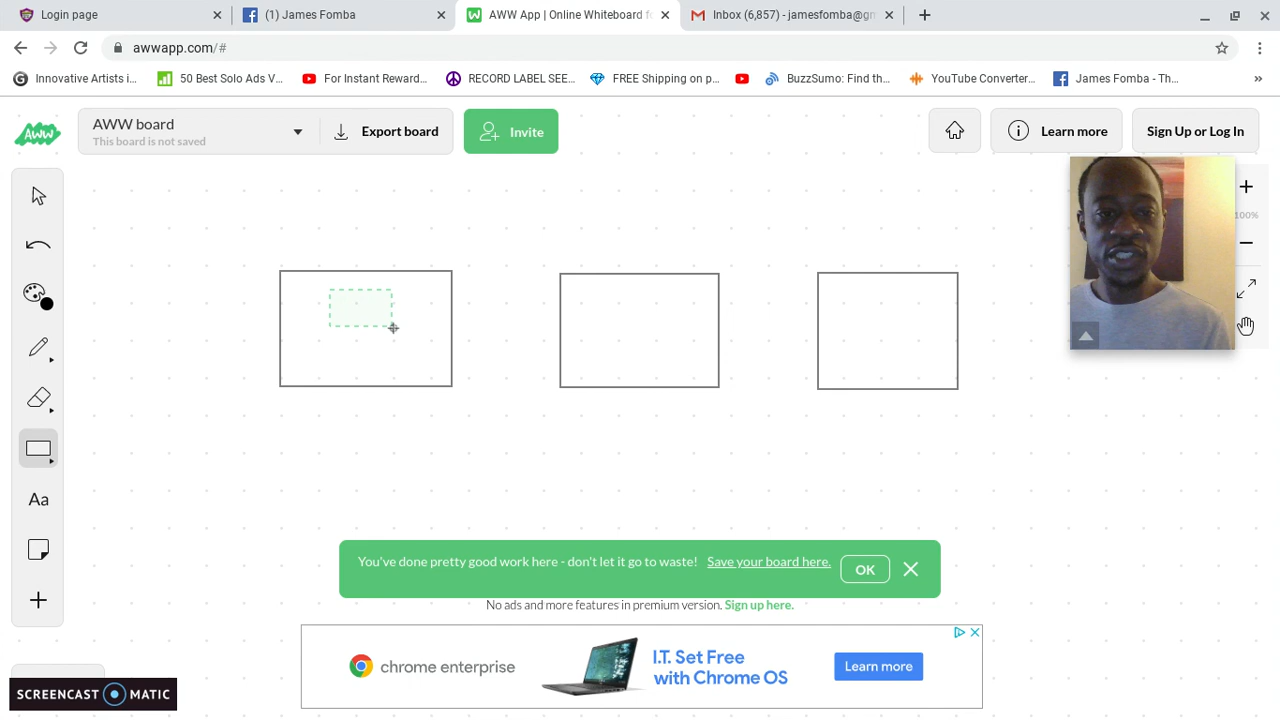 Login page
(1) James Fomba
AWW App | Online Whiteboard fo
Inbox (6,857) - jamesfomba@gm
awwapp.com/#
Innovative Artists i...
50 Best Solo Ads V...
For Instant Reward...
RECORD LABEL SEE...
FREE Shipping on p...
BuzzSumo: Find th...
YouTube Converter...
James Fomba - Th...
»
AWW
AWW board
This board is not saved
Export board
Invite
Learn more
Sign Up or Log In
100%
Aa
You've done pretty good work here - don't let it go to waste! Save your board here.
OK
No ads and more features in premium version. Sign up here.
chrome enterprise
I.T. Set Free
with Chrome OS
Learn more
SCREENCAST MATIC